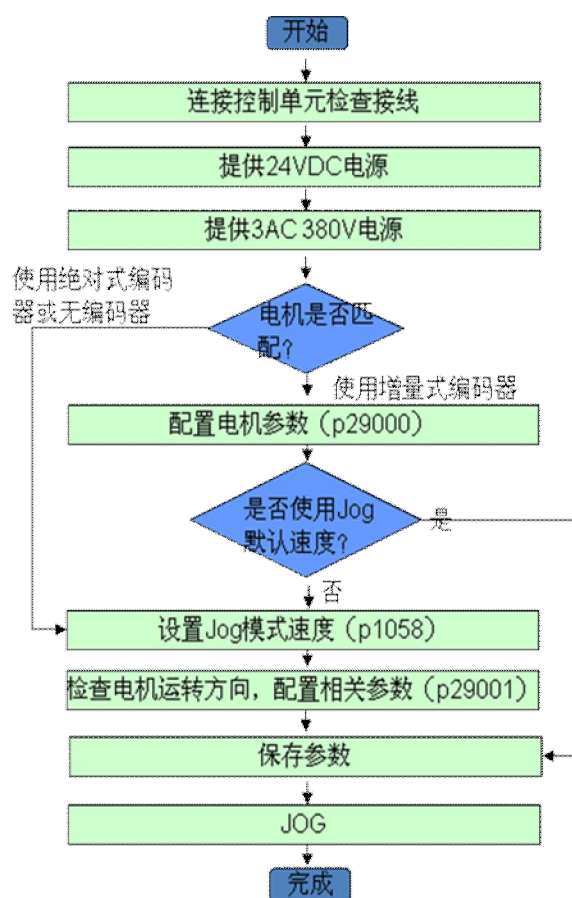 开始
连接控制单元检查接线
提供24VDC电源
提供3AC 380V电源
使用绝对式编码
器或无编码器
电机是否匹
配?
使用增量式编码器
配置电机参数（p29000）
是否使用Jog
默认速度?
是
否
设置Jog模式速度（p1058）
检查电机运转方向，配置相关参数（p29001）
保存参数
JOG
完成